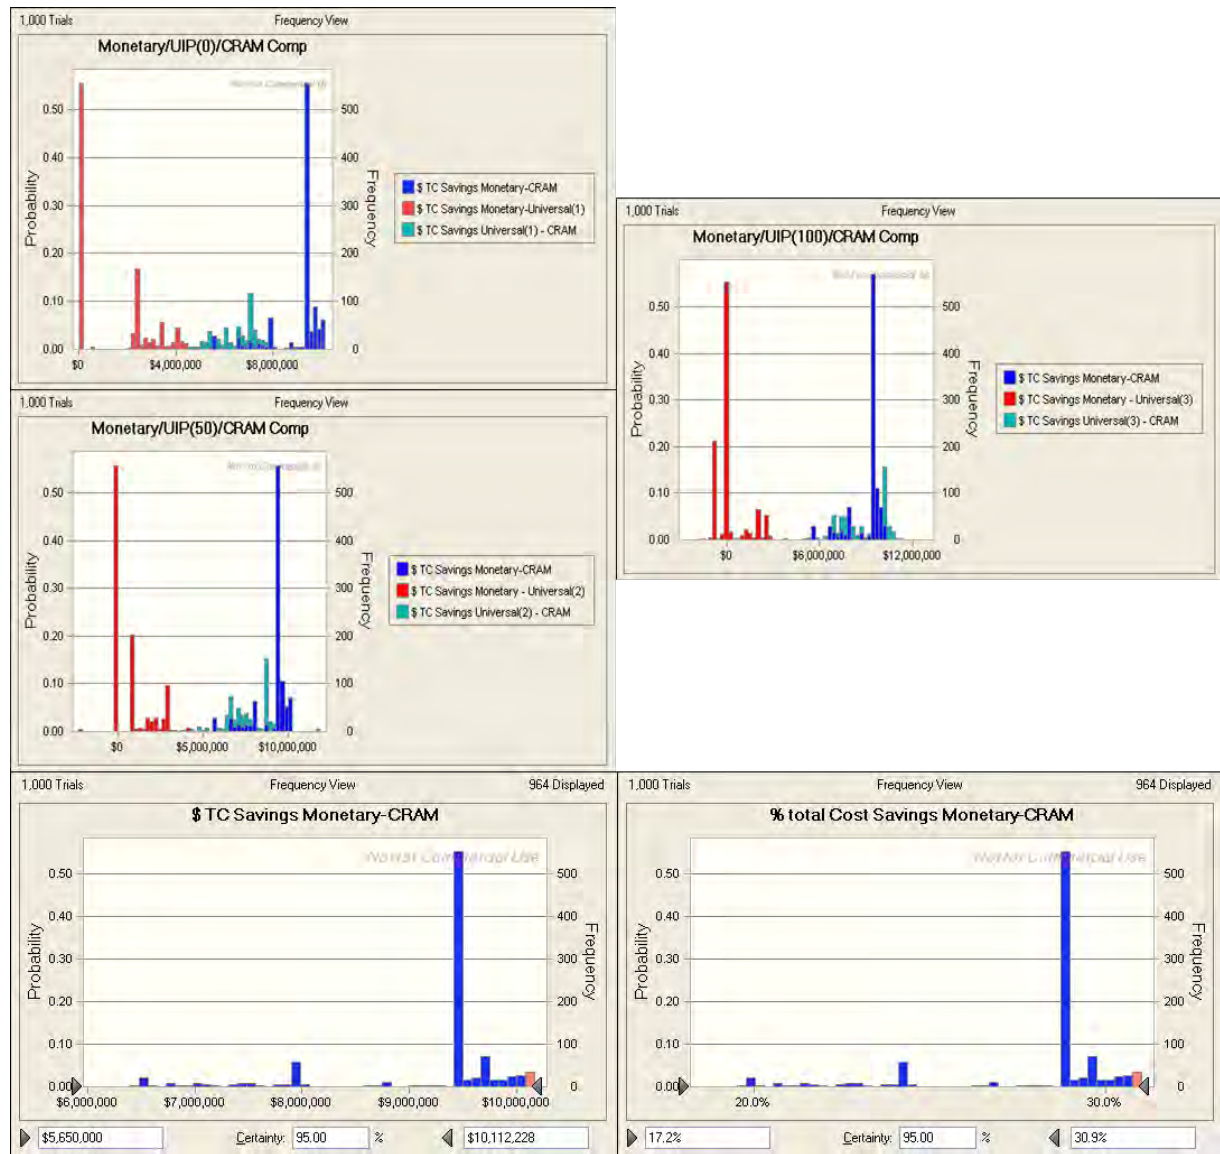 1,000 Trials Frequency View
Monetary/UIP(0)/CRAM Comp
0.50
0.40
0.30
0.20
0.10
0.00
Probability
500
400
300
200
100
0
Frequency
$0 $4,000,000 $8,000,000
$ TC Savings Monetary-CRAM
$ TC Savings Monetary-Universal(1)
$ TC Savings Universal(1) - CRAM
1,000 Trials Frequency View
Monetary/UIP(100)/CRAM Comp
0.50
0.40
0.30
0.20
0.10
0.00
Probability
500
400
300
200
100
0
Frequency
$0 $6,000,000 $12,000,000
$ TC Savings Monetary-CRAM
$ TC Savings Monetary - Universal(3)
$ TC Savings Universal(3) - CRAM
1,000 Trials Frequency View
Monetary/UIP(50)/CRAM Comp
0.50
0.40
0.30
0.20
0.10
0.00
Probability
500
400
300
200
100
0
Frequency
$0 $5,000,000 $10,000,000
$ TC Savings Monetary-CRAM
$ TC Savings Monetary - Universal(2)
$ TC Savings Universal(2) - CRAM
1,000 Trials Frequency View 964 Displayed
$ TC Savings Monetary-CRAM
0.50
0.40
0.30
0.20
0.10
0.00
Probability
500
400
300
200
100
0
Frequency
$6,000,000 $7,000,000 $8,000,000 $9,000,000 $10,000,000
$5,650,000 Certainty: 95.00 % $10,112,228
1,000 Trials Frequency View 964 Displayed
% total Cost Savings Monetary-CRAM
0.50
0.40
0.30
0.20
0.10
0.00
Probability
500
400
300
200
100
0
Frequency
20.0% 30.0%
17.2% Certainty: 95.00 % 30.9%